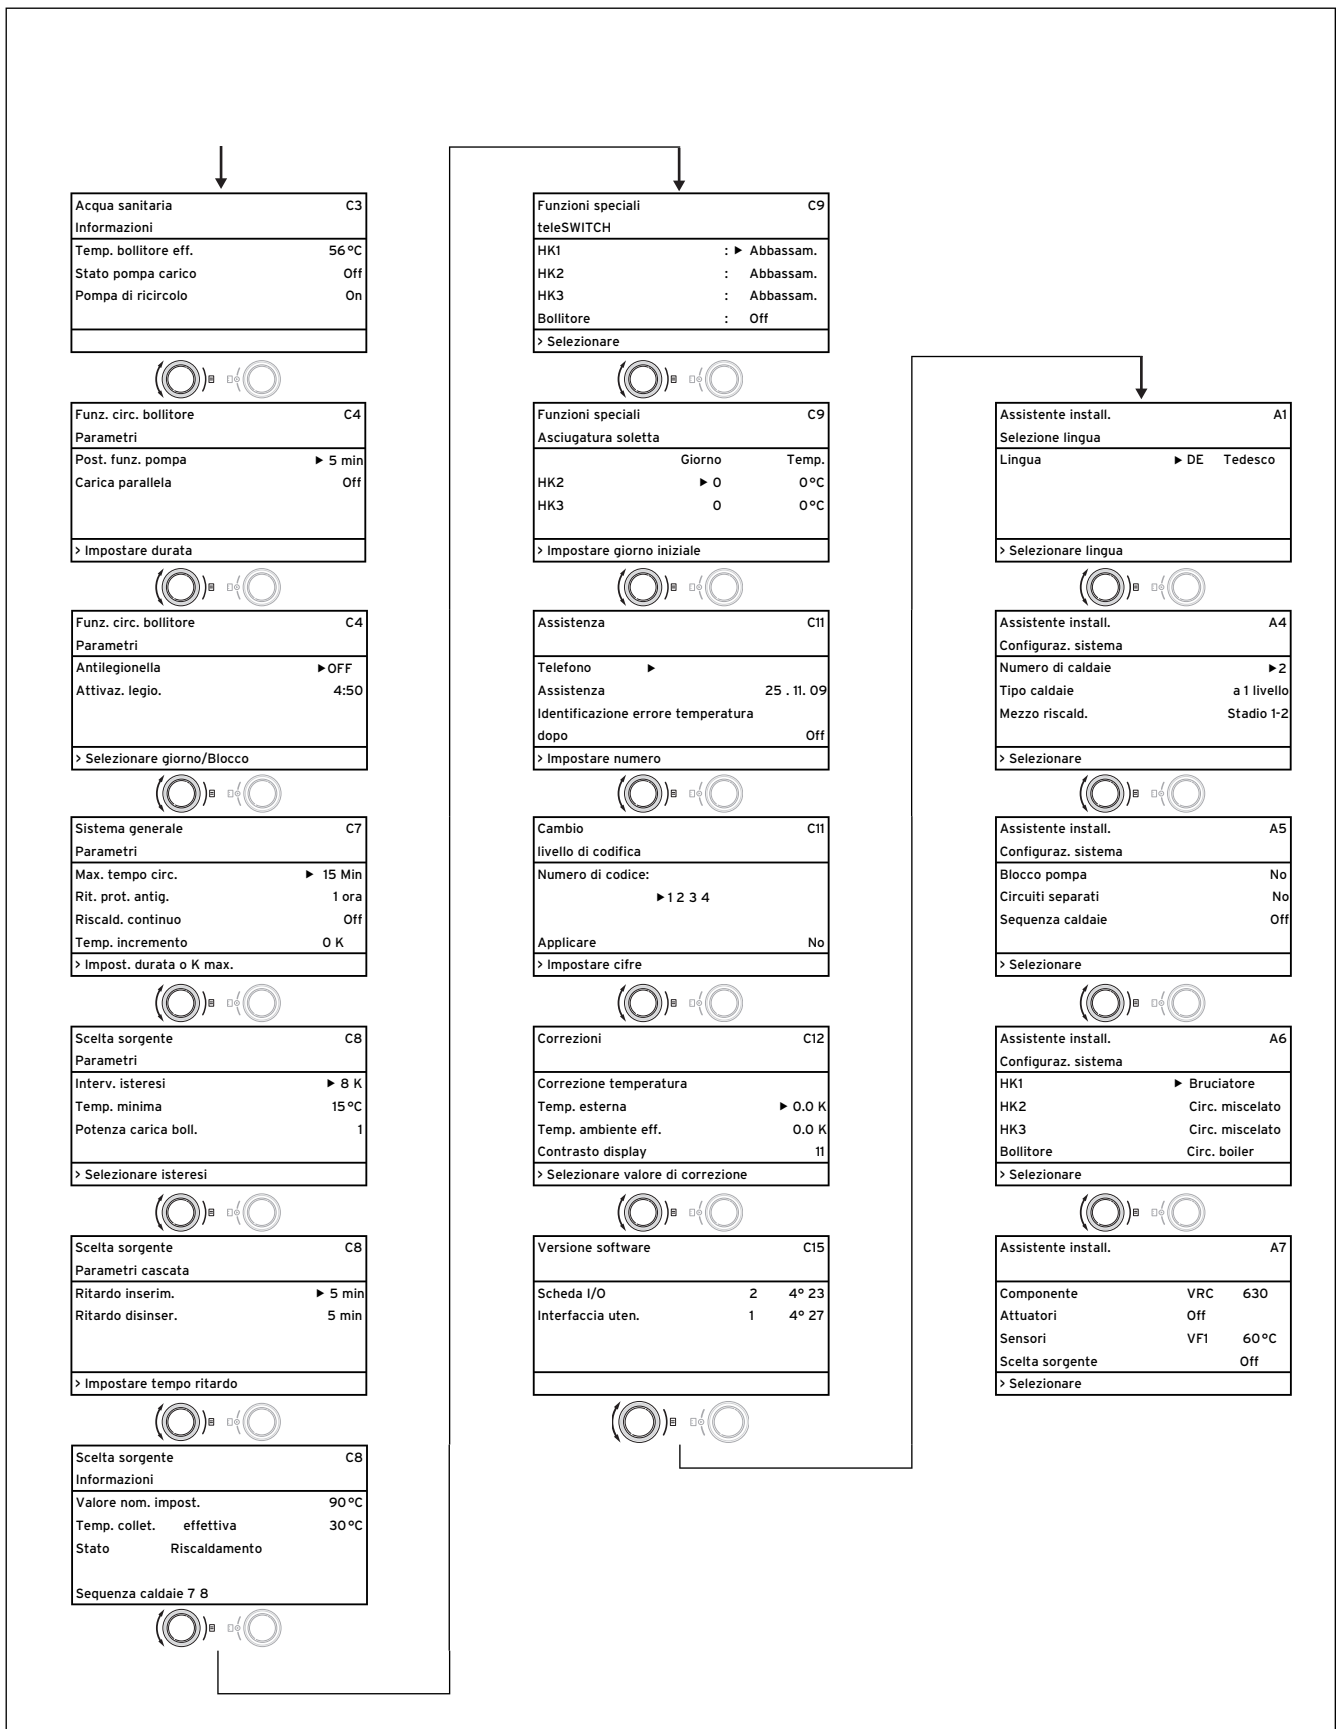 Acqua sanitaria C3
Informazioni
Temp. bollitore eff. 56 °C
Stato pompa carico Off
Pompa di ricircolo On
Funz. circ. bollitore C4
Parametri
Post. funz. pompa ▶ 5 min
Carica parallela Off
> Impostare durata
Funz. circ. bollitore C4
Parametri
Antilegionella ▶OFF
Attivaz. legio. 4:50
> Selezionare giorno/Blocco
Sistema generale C7
Parametri
Max. tempo circ. ▶ 15 Min
Rit. prot. antig. 1 ora
Riscald. continuo Off
Temp. incremento 0 K
> Impost. durata o K max.
Scelta sorgente C8
Parametri
Interv. isteresi ▶ 8 K
Temp. minima 15 °C
Potenza carica boll. 1
> Selezionare isteresi
Scelta sorgente C8
Parametri cascata
Ritardo inserim. ▶ 5 min
Ritardo disinser. 5 min
> Impostare tempo ritardo
Scelta sorgente C8
Informazioni
Valore nom. impost. 90 °C
Temp. collet. effettiva 30 °C
Stato Riscaldamento
Sequenza caldaie 7 8
Funzioni speciali C9
teleSWITCH
HK1 : ▶ Abbassam.
HK2 : Abbassam.
HK3 : Abbassam.
Bollitore : Off
> Selezionare
Funzioni speciali C9
Asciugatura soletta
Giorno Temp.
HK2 ▶ 0 0 °C
HK3 0 0 °C
> Impostare giorno iniziale
Assistenza C11
Telefono ▶
Assistenza 25 . 11. 09
Identificazione errore temperatura
dopo Off
> Impostare numero
Cambio C11
livello di codifica
Numero di codice:
▶1 2 3 4
Applicare No
> Impostare cifre
Correzioni C12
Correzione temperatura
Temp. esterna ▶ 0.0 K
Temp. ambiente eff. 0.0 K
Contrasto display 11
> Selezionare valore di correzione
Versione software C15
Scheda I/O 2 4° 23
Interfaccia uten. 1 4° 27
Assistente install. A1
Selezione lingua
Lingua ▶ DE Tedesco
> Selezionare lingua
Assistente install. A4
Configuraz. sistema
Numero di caldaie ▶2
Tipo caldaie a 1 livello
Mezzo riscald. Stadio 1-2
> Selezionare
Assistente install. A5
Configuraz. sistema
Blocco pompa No
Circuiti separati No
Sequenza caldaie Off
> Selezionare
Assistente install. A6
Configuraz. sistema
HK1 ▶ Bruciatore
HK2 Circ. miscelato
HK3 Circ. miscelato
Bollitore Circ. boiler
> Selezionare
Assistente install. A7
Componente VRC 630
Attuatori Off
Sensori VF1 60 °C
Scelta sorgente Off
> Selezionare